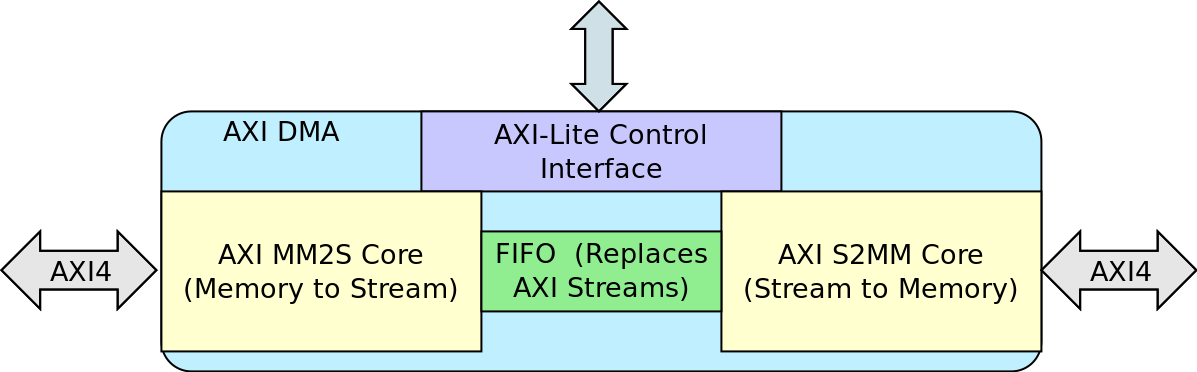 AXI DMA
AXI-Lite Control
Interface
AXI4
AXI MM2S Core
(Memory to Stream)
FIFO  (Replaces
AXI Streams)
AXI S2MM Core
(Stream to Memory)
AXI4